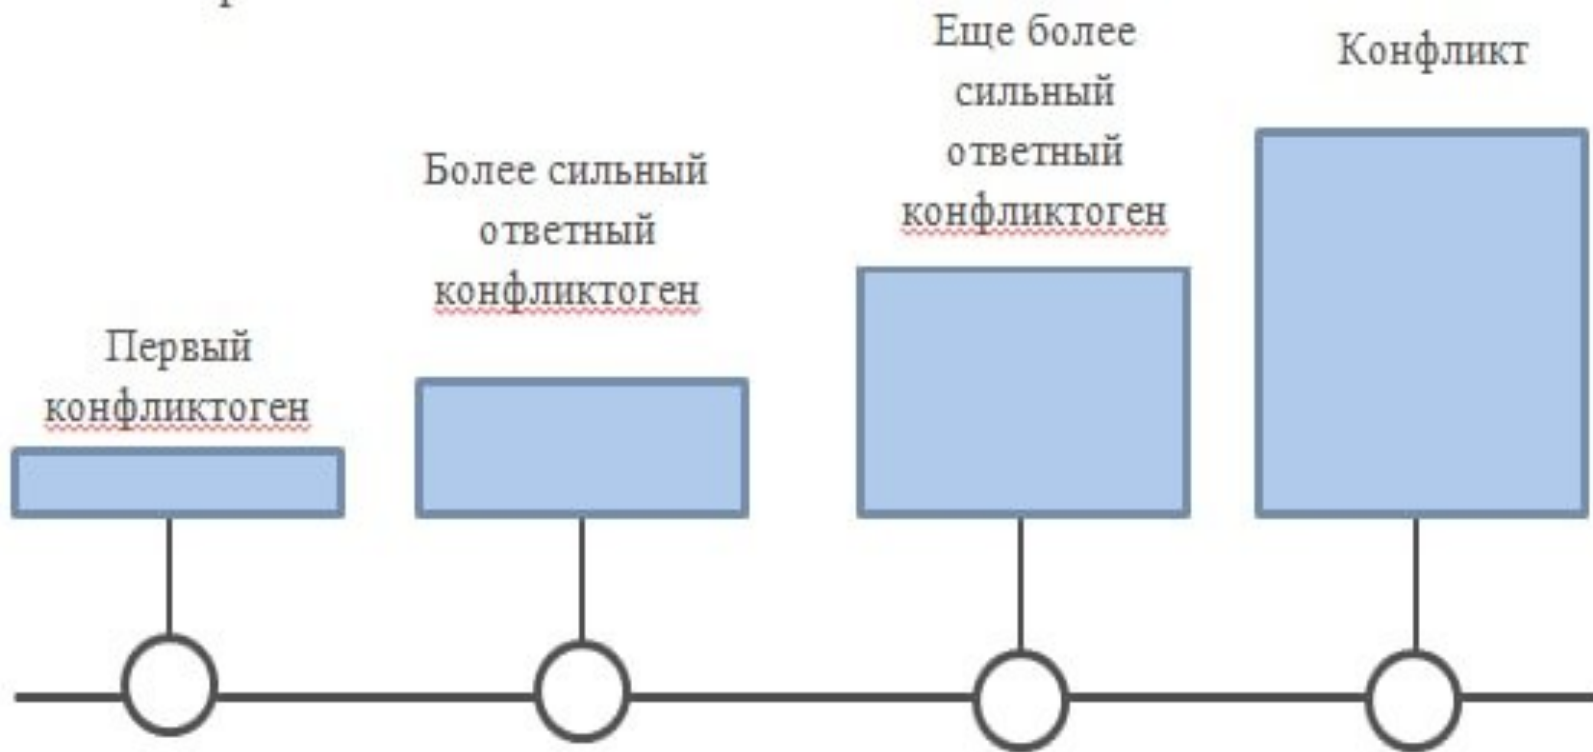 Первый
конфликтоген
Более сильный
ответный
конфликтоген
Еще более
сильный
ответный
конфликтоген
Конфликт